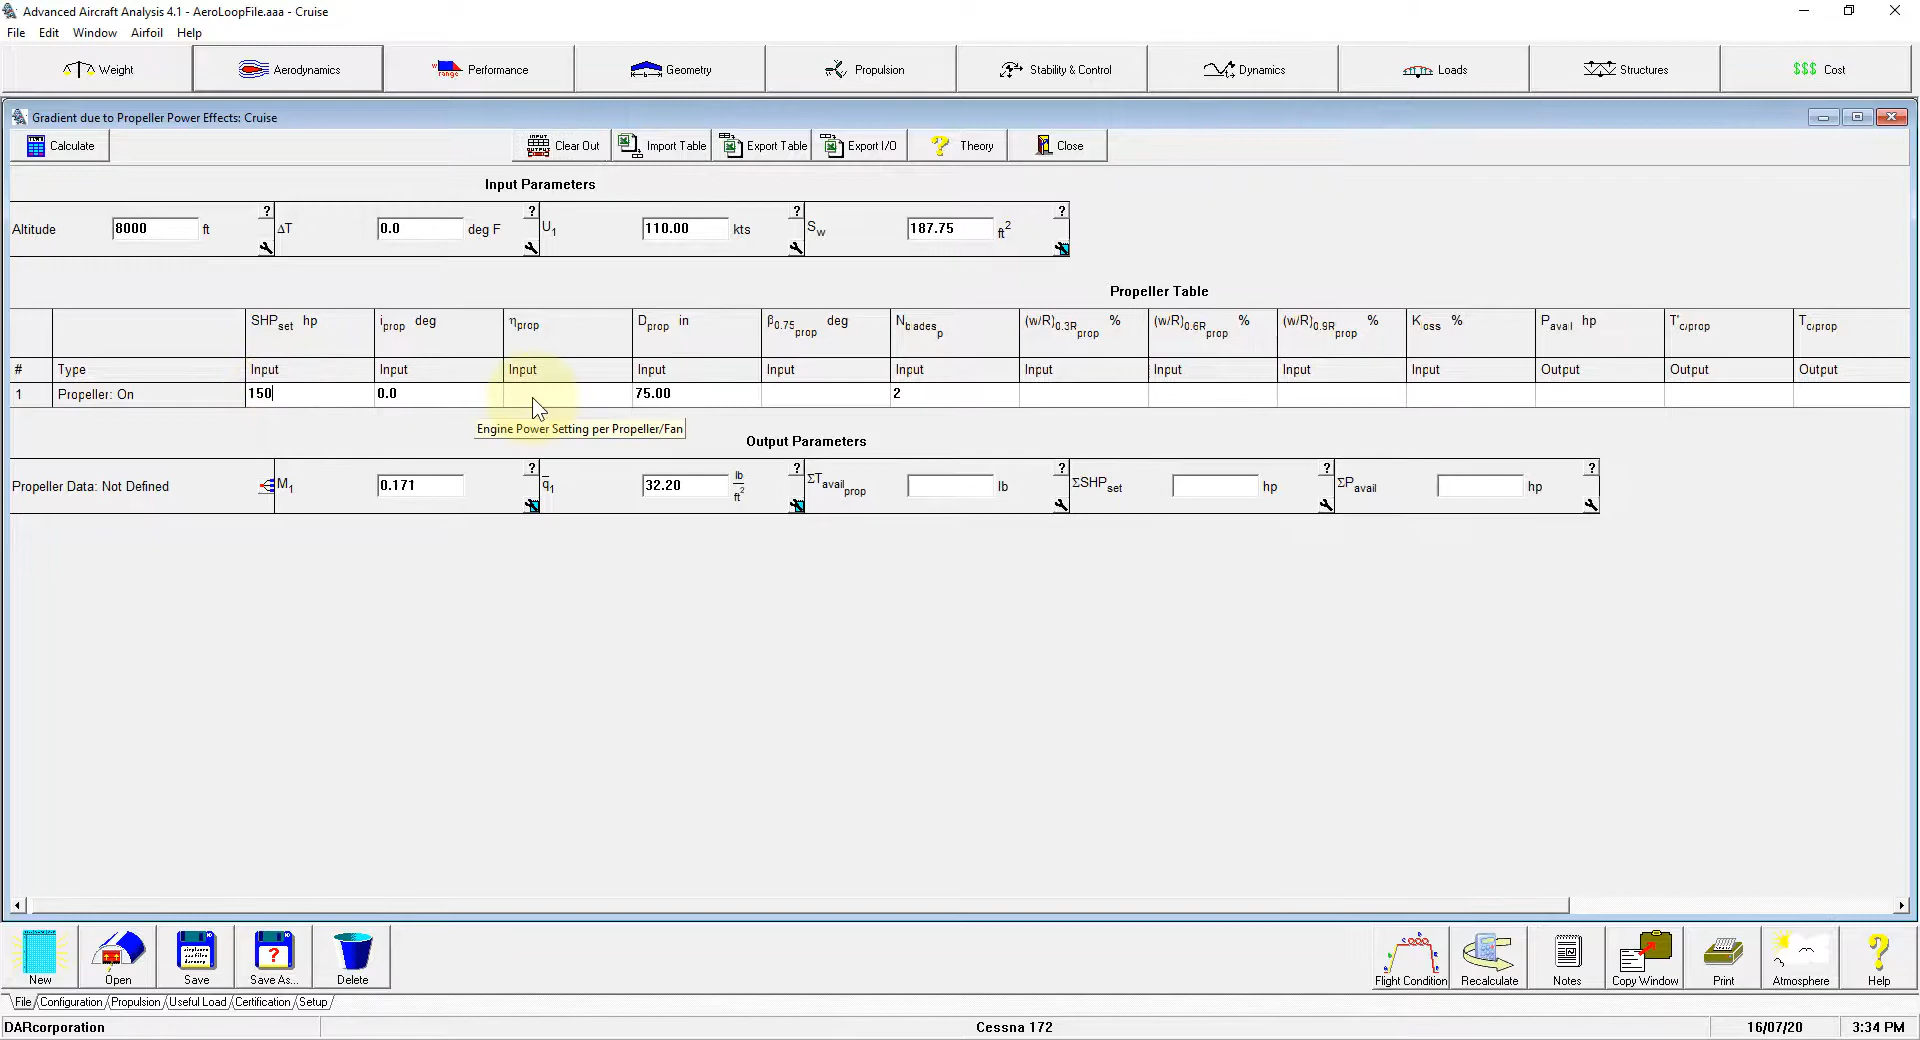 Advanced Aircraft Analysis 4.1 - AeroLoopFile.aaa - Cruise
File Edit Window Airfoil Help
Weight Aerodynamics Performance Geometry Propulsion Stability & Control Dynamics Loads Structures $$$ Cost
Gradient due to Propeller Power Effects: Cruise
Calculate Clear Out Import Table Export Table Export I/O ? Theory Close
Input Parameters
Altitude 8000 ft ? ΔT 0.0 deg F ? U1 110.00 kts ? Sw 187.75 ft2 ?
Propeller Table
SHPset hp iprop deg ηprop Dprop in β0.75prop deg Nb adesp (w/R)0.3Rprop % (w/R)0.6Rprop % (w/R)0.9Rprop % Koss % Pavail hp T'c/prop Tc/prop
# Type Input Input Input Input Input Input Input Input Input Input Output Output Output
1 Propeller: On 150 0.0 75.00 2
Engine Power Setting per Propeller/Fan
Output Parameters
Propeller Data: Not Defined M1 0.171 ? q̄1 32.20 lb/ft2 ? ΣTavailprop lb ? ΣSHPset hp ? ΣPavail hp ?
New Open Save Save As... Delete Flight Condition Recalculate Notes Copy Window Print Atmosphere Help
File Configuration Propulsion Useful Load Certification Setup
DARcorporation Cessna 172 16/07/20 3:34 PM